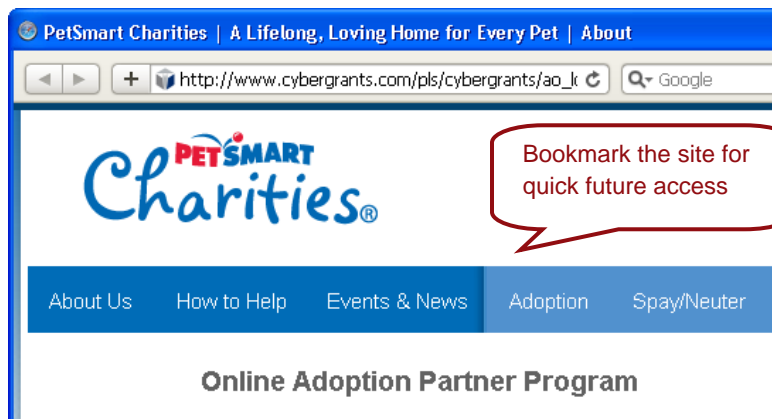 PetSmart Charities | A Lifelong, Loving Home for Every Pet | About
http://www.cybergrants.com/pls/cybergrants/ao_l
Google
PETSMART
Charities®
Bookmark the site for
quick future access
About Us How to Help Events & News Adoption Spay/Neuter
Online Adoption Partner Program